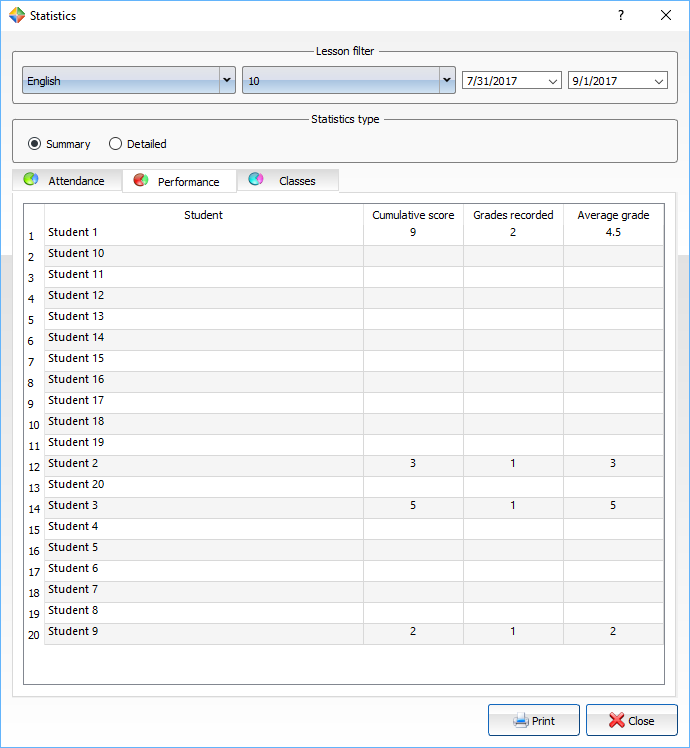 Statistics ?
Lesson filter
English 10 7/31/2017 9/1/2017
Statistics type
Summary Detailed
Attendance Performance Classes
Student Cumulative score Grades recorded Average grade
1 Student 1 9 2 4.5
2 Student 10
3 Student 11
4 Student 12
5 Student 13
6 Student 14
7 Student 15
8 Student 16
9 Student 17
10 Student 18
11 Student 19
12 Student 2 3 1 3
13 Student 20
14 Student 3 5 1 5
15 Student 4
16 Student 5
17 Student 6
18 Student 7
19 Student 8
20 Student 9 2 1 2
Print Close